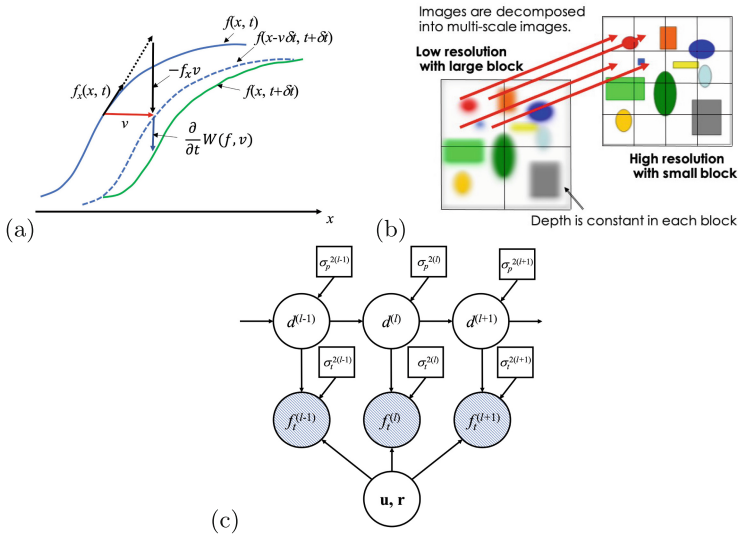 f(x, t)
f(x-vδt, t+δt)
f(x, t+δt)
f_x(x, t)
−f_x v
v
∂/∂t W(f, v)
x
(a)
Images are decomposed
into multi-scale images.
Low resolution
with large block
High resolution
with small block
Depth is constant in each block
(b)
σ_p^2(l-1)
σ_p^2(l)
σ_p^2(l+1)
d^(l-1)
d^(l)
d^(l+1)
σ_t^2(l-1)
σ_t^2(l)
σ_t^2(l+1)
f_t^(l-1)
f_t^(l)
f_t^(l+1)
u, r
(c)